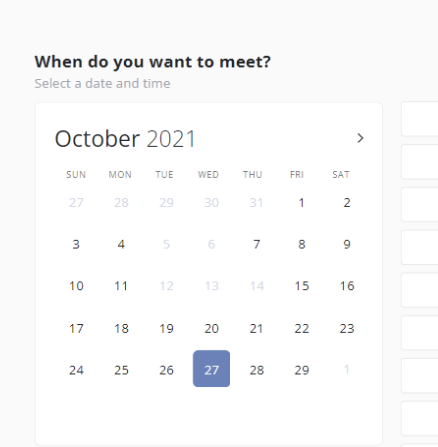 When do you want to meet?
Select a date and time
October 2021
SUN MON TUE WED THU FRI SAT
27 28 29 30 31 1 2
3 4 5 6 7 8 9
10 11 12 13 14 15 16
17 18 19 20 21 22 23
24 25 26 27 28 29 1